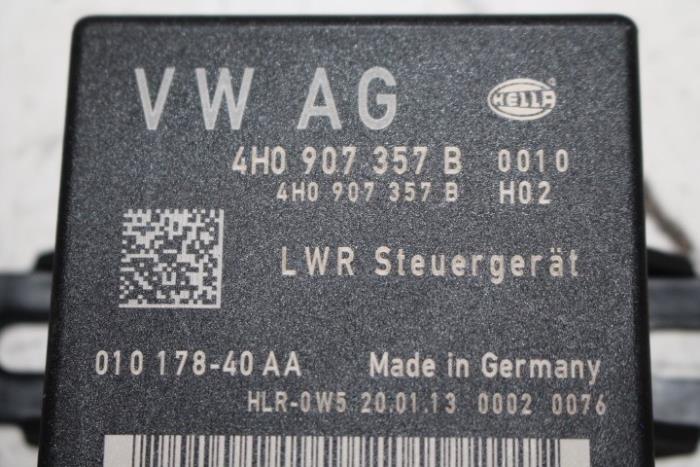 VW AG HELLA
4H0 907 357 B 0010
4H0 907 357 B H02
LWR Steuergerät
010 178-40 AA Made in Germany
HLR-0W5 20.01.13 0002 0076